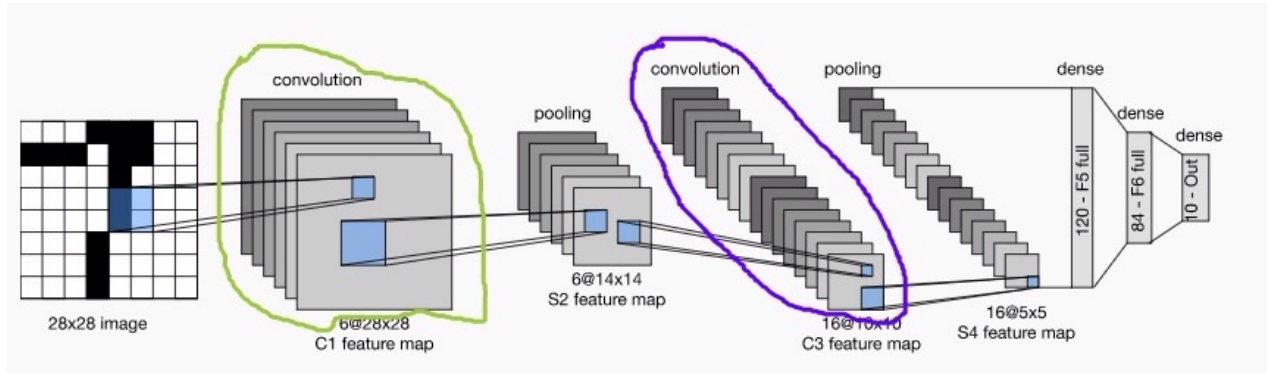 convolution
28x28 image
6@28x28
C1 feature map
pooling
6@14x14
S2 feature map
convolution
16@10x10
C3 feature map
pooling
16@5x5
S4 feature map
dense
120 - F5 full
dense
84 - F6 full
dense
10 - Out